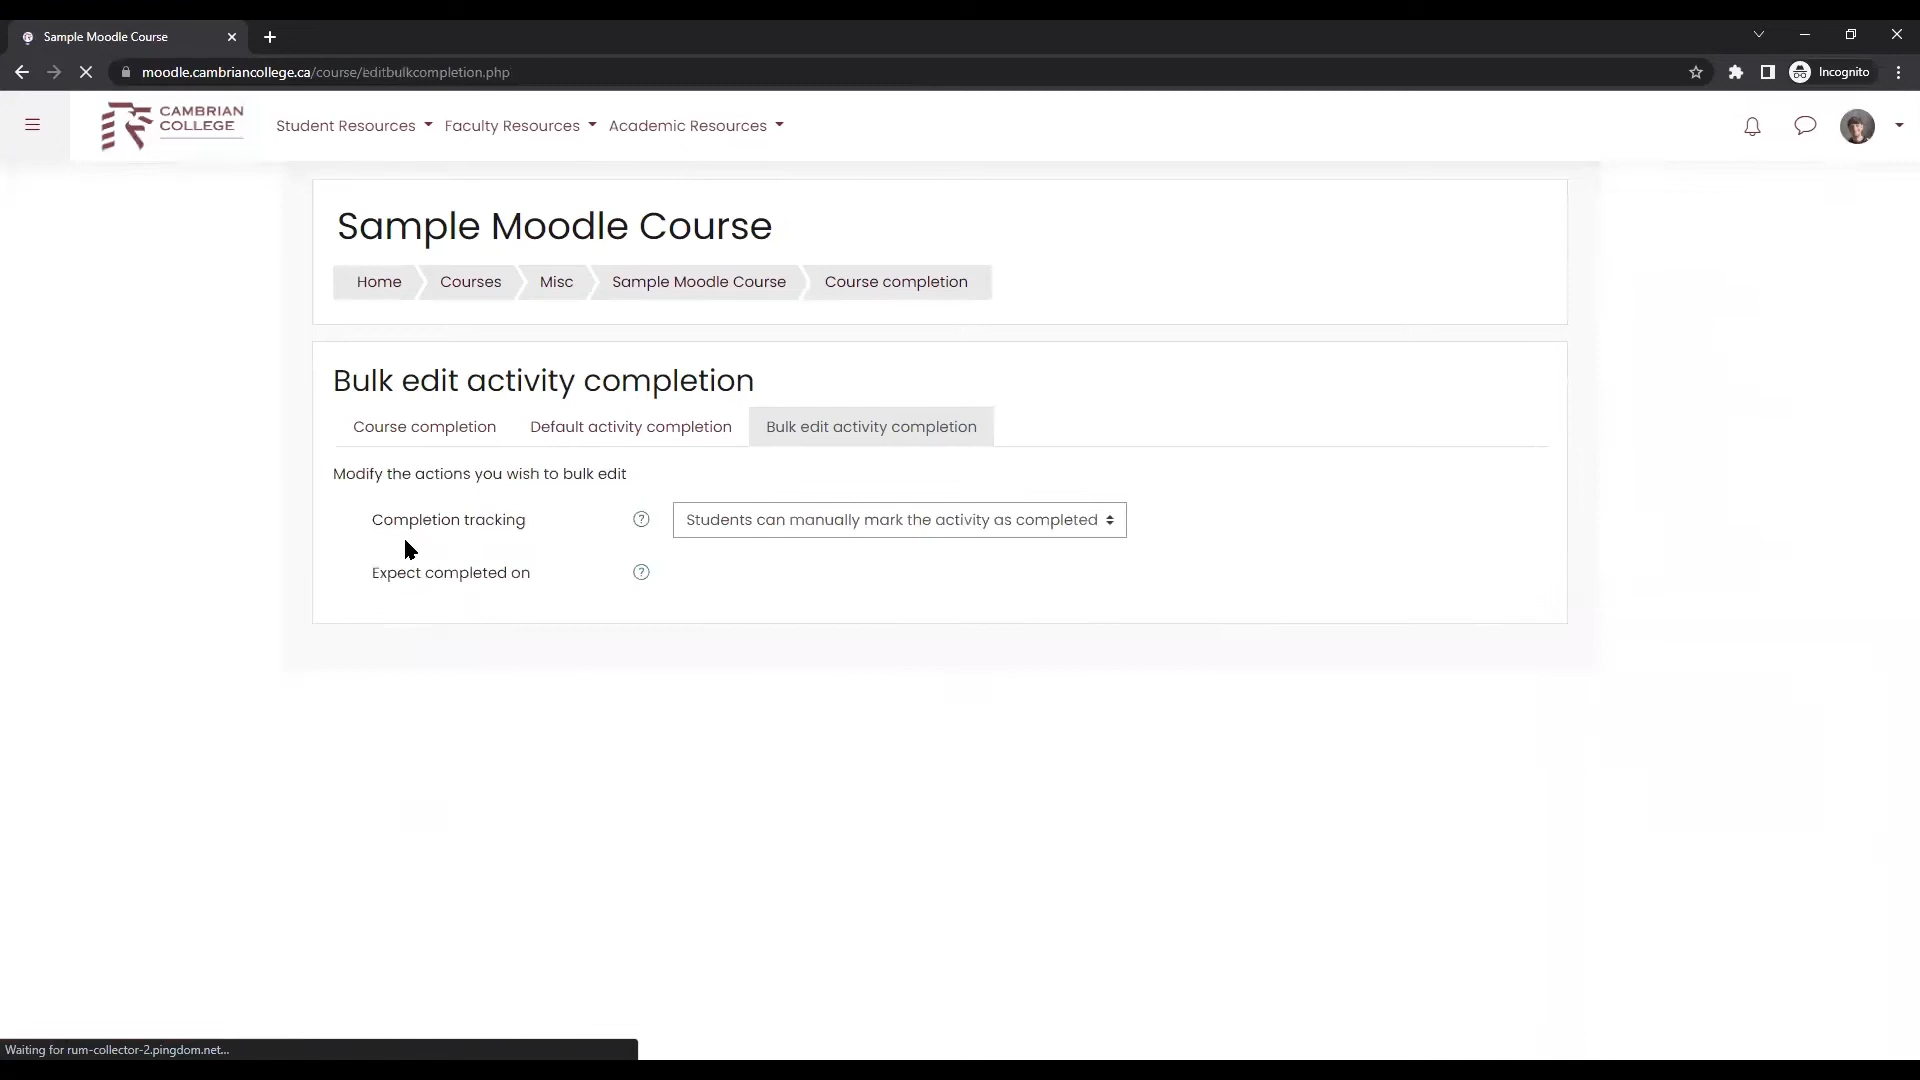 Sample Moodle Course
moodle.cambriancollege.ca/course/editbulkcompletion.php
Incognito
CAMBRIAN
COLLEGE
Student Resources
Faculty Resources
Academic Resources
Sample Moodle Course
Home
Courses
Misc
Sample Moodle Course
Course completion
Bulk edit activity completion
Course completion
Default activity completion
Bulk edit activity completion
Modify the actions you wish to bulk edit
Completion tracking
?
Students can manually mark the activity as completed
Expect completed on
?
Waiting for rum-collector-2.pingdom.net...